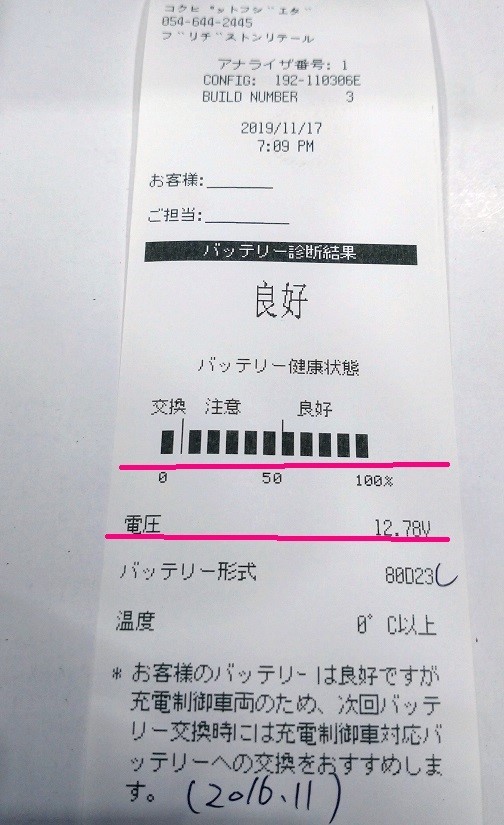 コクピ゛ットフジ゛エダ゛
054-644-2445
フ゛リチ゛ストンリテール
アナライザ番号: 1
CONFIG: 192-110306E
BUILD NUMBER 3
2019/11/17
7:09 PM
お客様:
ご担当:
バッテリー診断結果
良好
バッテリー健康状態
交換 注意 良好
0 50 100%
電圧 12.78V
バッテリー形式 80D23L
温度 0°C以上
* お客様のバッテリーは良好ですが
充電制御車両のため、次回バッテ
リー交換時には充電制御車対応バ
ッテリーへの交換をおすすめしま
す。 (2016.11)